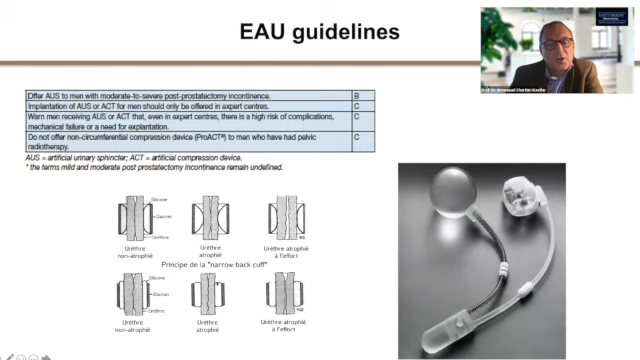 EAU guidelines
Offer AUS to men with moderate-to-severe post-prostatectomy incontinence. B
Implantation of AUS or ACT for men should only be offered in expert centres. C
Warn men receiving AUS or ACT that, even in expert centres, there is a high risk of complications, C
mechanical failure or a need for explantation.
Do not offer non-circumferential compression device (ProACT®) to men who have had pelvic C
radiotherapy.
AUS = artificial urinary sphincter; ACT = artificial compression device.
* the terms mild and moderate post prostatectomy incontinence remain undefined.
Silicone
Dacron
Urèthre
Urèthre
non-atrophié
Urèthre
atrophié
Urèthre atrophié
à l'effort
Principe de la "narrow back cuff"
Silicone
Dacron
Urèthre
Urèthre
non-atrophié
Urèthre
atrophié
Urèthre atrophié
à l'effort
Prof. Dr. Emmanuel Chartier-Kastler